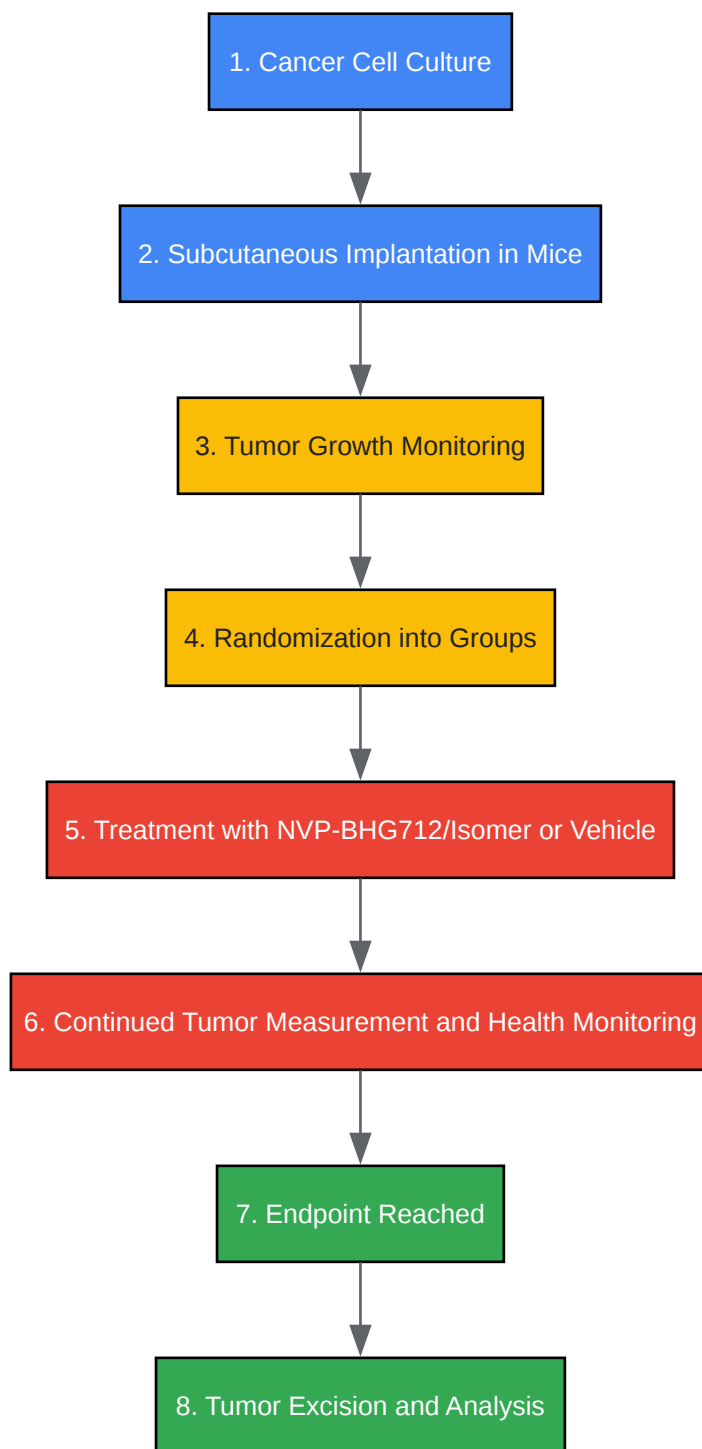 1. Cancer Cell Culture
2. Subcutaneous Implantation in Mice
3. Tumor Growth Monitoring
4. Randomization into Groups
5. Treatment with NVP-BHG712/Isomer or Vehicle
6. Continued Tumor Measurement and Health Monitoring
7. Endpoint Reached
8. Tumor Excision and Analysis